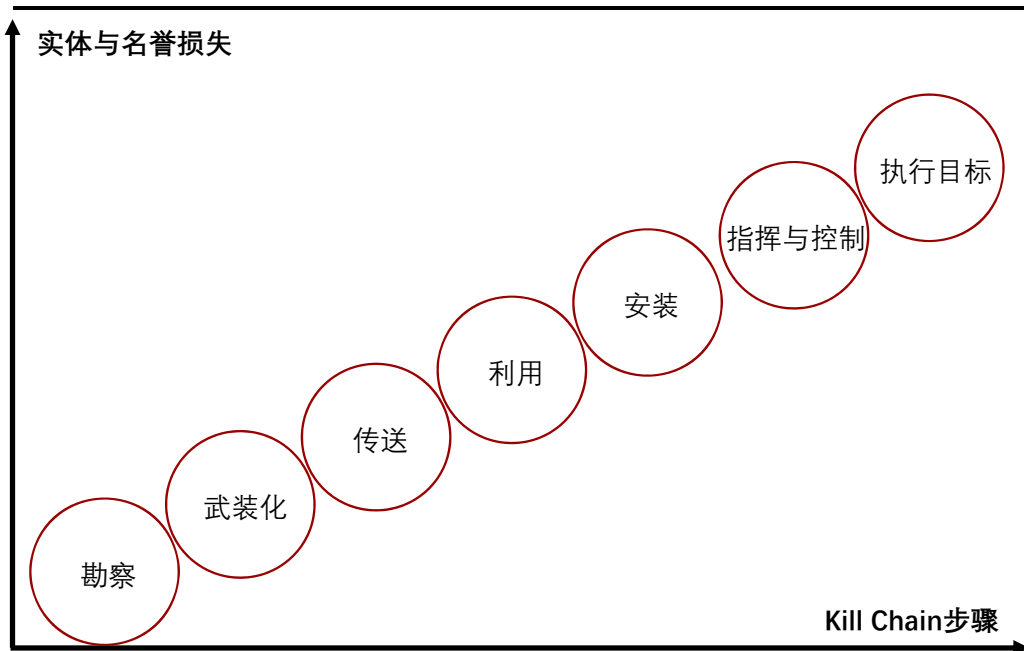 实体与名誉损失
执行目标
指挥与控制
安装
利用
传送
武装化
勘察
Kill Chain步骤